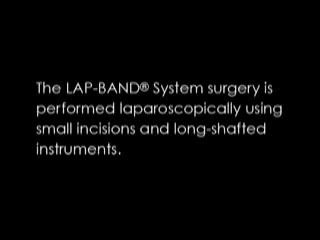 The LAP-BAND® System surgery is
performed laparoscopically using
small incisions and long-shafted
instruments.